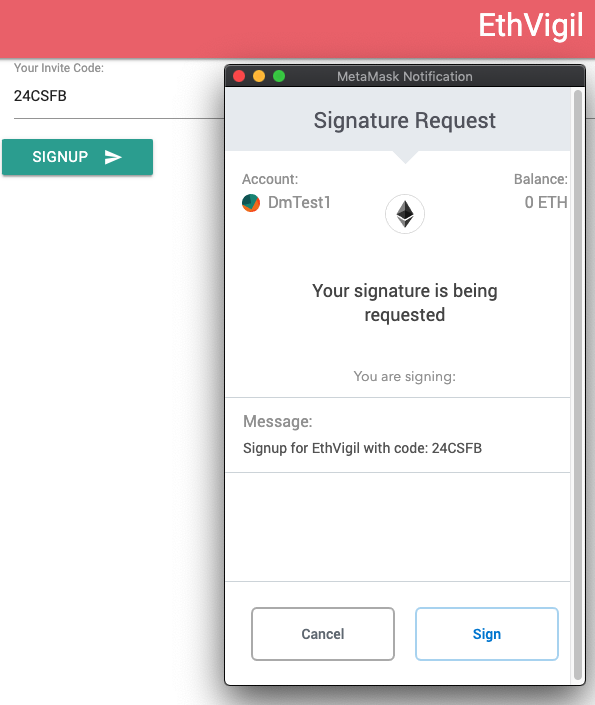 EthVigil
Your Invite Code:
24CSFB
SIGNUP
MetaMask Notification
Signature Request
Account:
Balance:
DmTest1
0 ETH
Your signature is being
requested
You are signing:
Message:
Signup for EthVigil with code: 24CSFB
Cancel
Sign